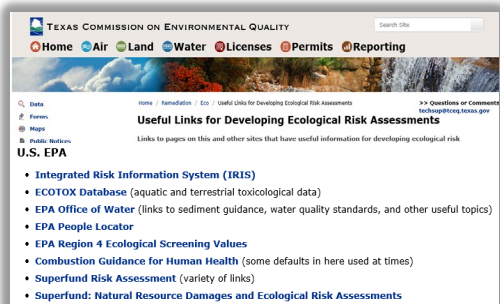 TEXAS COMMISSION ON ENVIRONMENTAL QUALITY
Search Site
Home Air Land Water Licenses Permits Reporting
Data
Forms
Maps
Public Notices
Home / Remediation / Eco / Useful Links for Developing Ecological Risk Assessments
>> Questions or Comments
techsup@tceq.texas.gov
Useful Links for Developing Ecological Risk Assessments
Links to pages on this and other sites that have useful information for developing ecological risk
U.S. EPA
• Integrated Risk Information System (IRIS)
• ECOTOX Database (aquatic and terrestrial toxicological data)
• EPA Office of Water (links to sediment guidance, water quality standards, and other useful topics)
• EPA People Locator
• EPA Region 4 Ecological Screening Values
• Combustion Guidance for Human Health (some defaults in here used at times)
• Superfund Risk Assessment (variety of links)
• Superfund: Natural Resource Damages and Ecological Risk Assessments